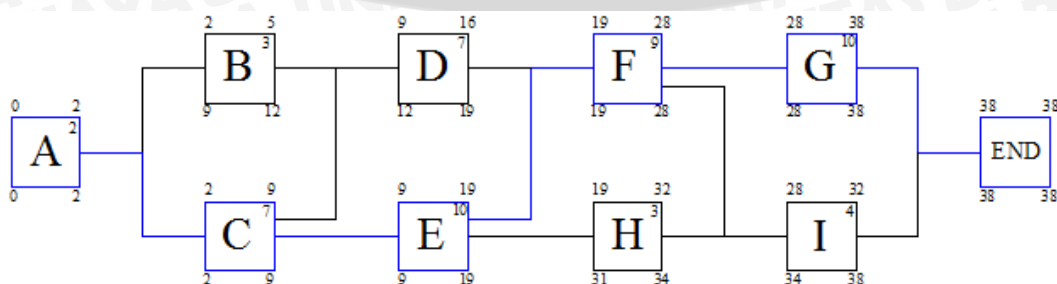 2 5 9 16 19 28 28 38
3 7 9 10
B D F G
9 12 12 19 19 28 28 38
0 2 38 38
2
A END
0 2 38 38
2 9 9 19 19 32 28 32
7 10 3 4
C E H I
2 9 9 19 31 34 34 38